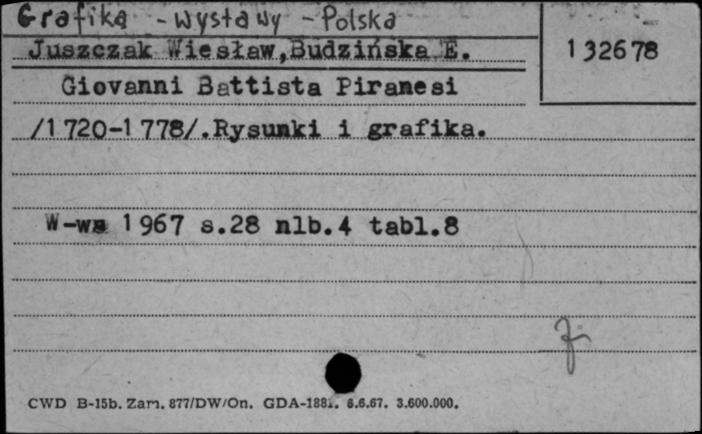 Grafika - wystawy - Polska
Juszczak Wiesław,Budzińska E.
132678
Giovanni Battista Piranesi
/1720-1778/.Rysunki i grafika.
W-wa 1967 s.28 nlb.4 tabl.8
CWD B-15b. Zam. 877/DW/On. GDA-1881. 6.6.67. 3.600.000.